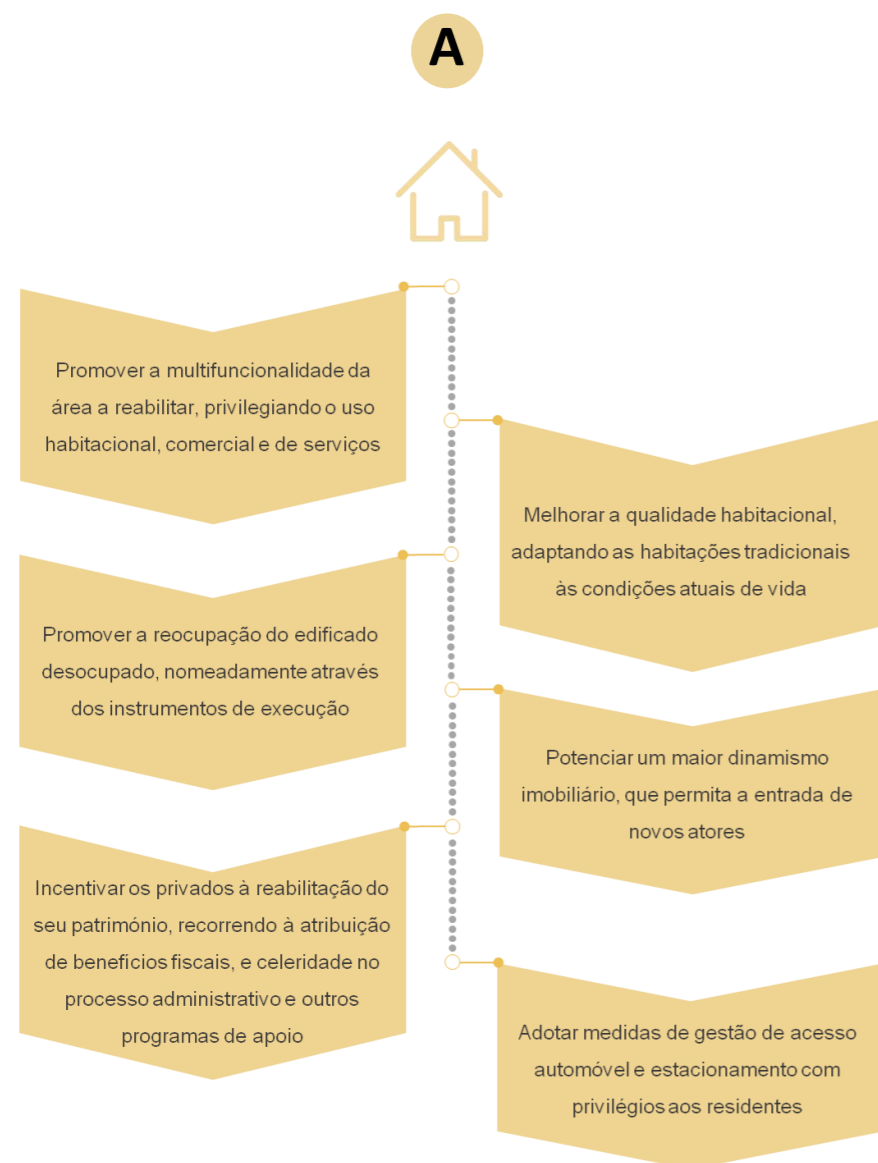 A
Promover a multifuncionalidade da
área a reabilitar, privilegiando o uso
habitacional, comercial e de serviços
Melhorar a qualidade habitacional,
adaptando as habitações tradicionais
às condições atuais de vida
Promover a reocupação do edificado
desocupado, nomeadamente através
dos instrumentos de execução
Potenciar um maior dinamismo
imobiliário, que permita a entrada de
novos atores
Incentivar os privados à reabilitação do
seu património, recorrendo à atribuição
de benefícios fiscais, e celeridade no
processo administrativo e outros
programas de apoio
Adotar medidas de gestão de acesso
automóvel e estacionamento com
privilégios aos residentes